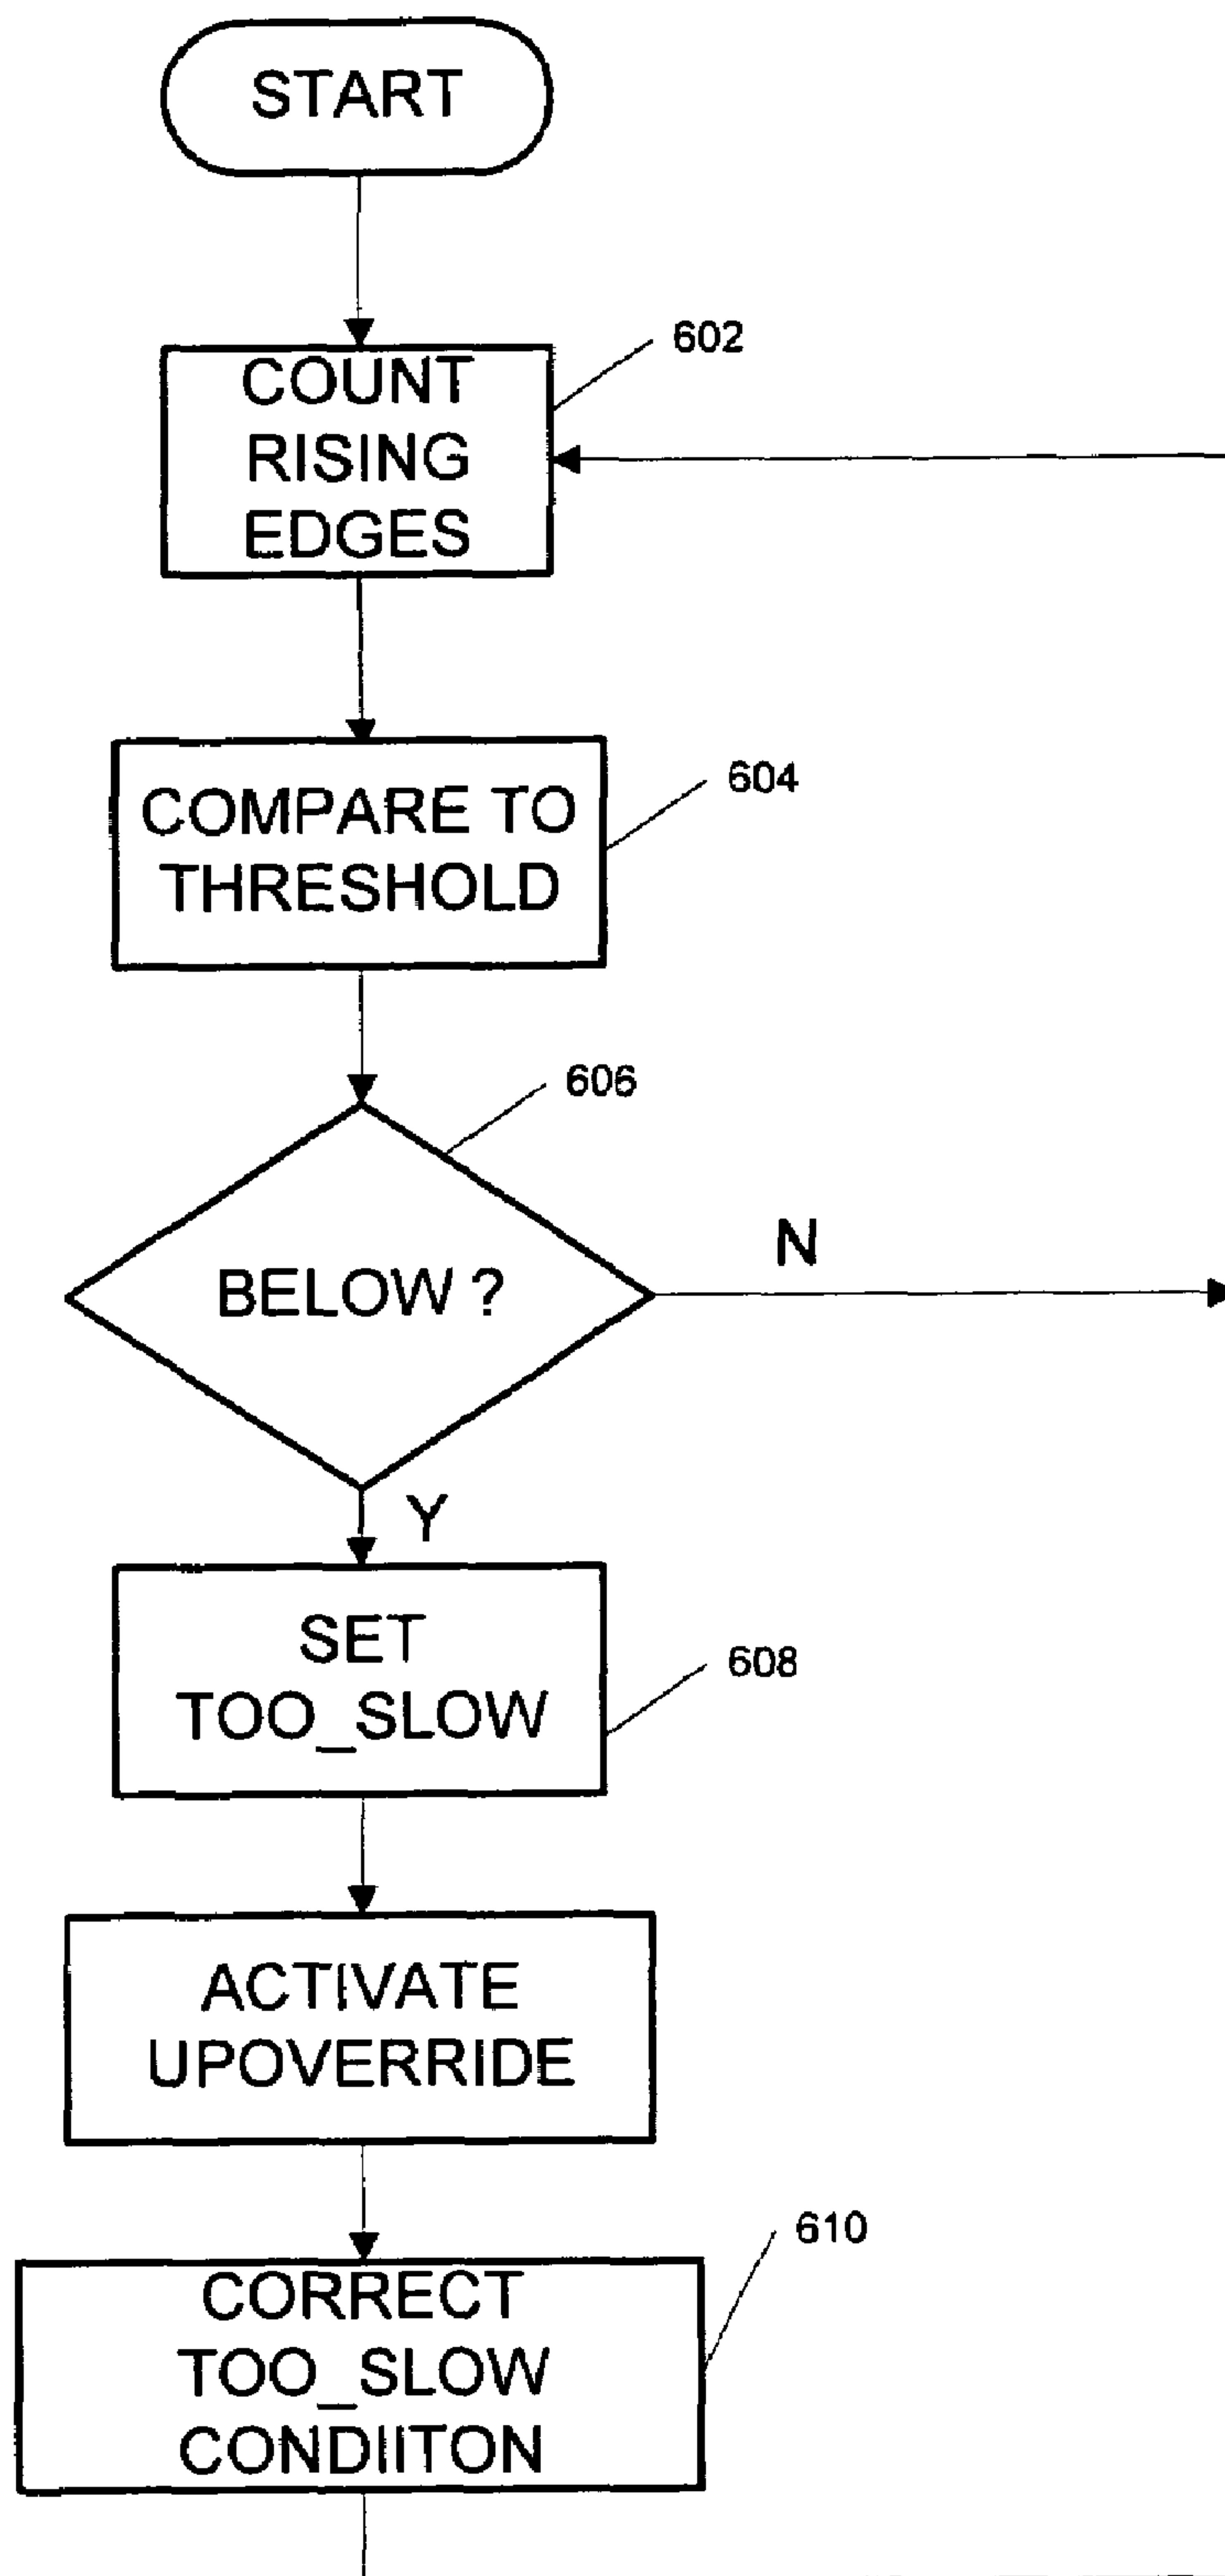 START
602
COUNT
RISING
EDGES
604
COMPARE TO
THRESHOLD
606
BELOW ?
N
Y
SET
TOO_SLOW
608
ACTIVATE
UPOVERRIDE
610
CORRECT
TOO_SLOW
CONDIITON